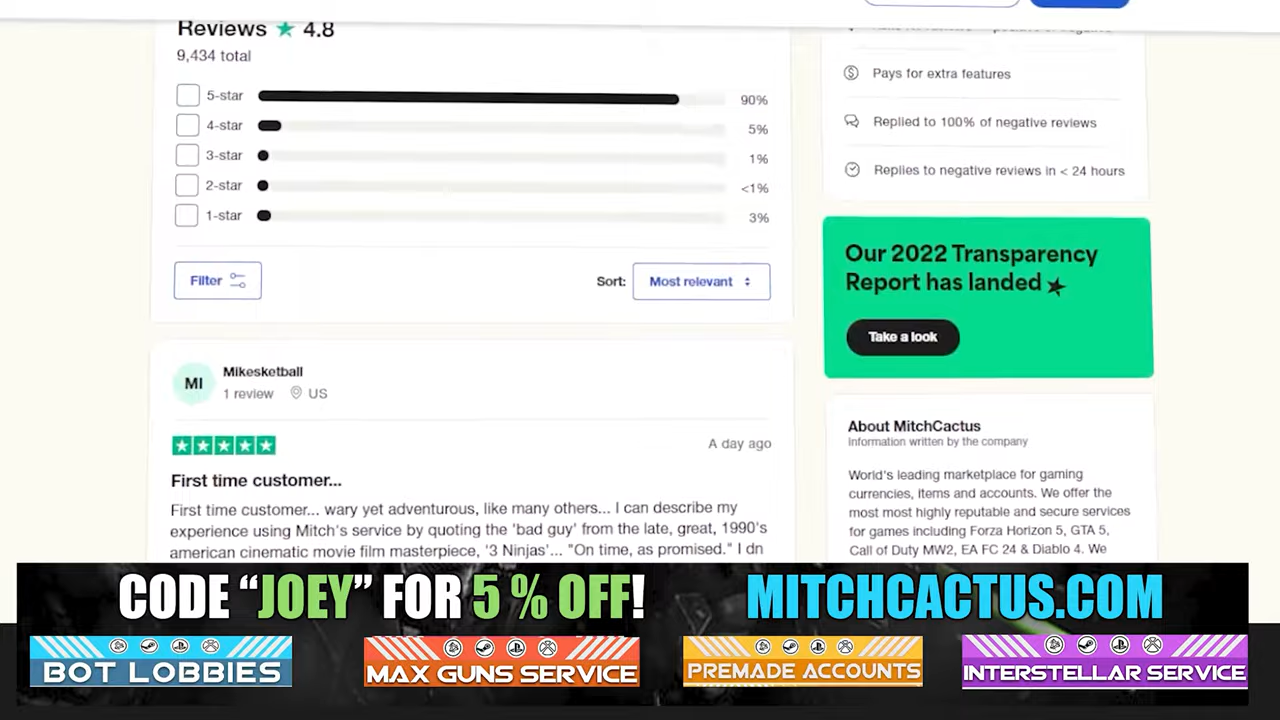 Reviews ★ 4.8
9,434 total
5-star 90%
4-star 5%
3-star 1%
2-star <1%
1-star 3%
Filter
Sort: Most relevant
MI
Mikesketball
1 review US
A day ago
First time customer...
First time customer... wary yet adventurous, like many others... I can describe my
experience using Mitch's service by quoting the 'bad guy' from the late, great, 1990's
american cinematic movie film masterpiece, '3 Ninjas'... "On time, as promised." I dn
Pays for extra features
Replied to 100% of negative reviews
Replies to negative reviews in < 24 hours
Our 2022 Transparency
Report has landed
Take a look
About MitchCactus
Information written by the company
World's leading marketplace for gaming
currencies, items and accounts. We offer the
most most highly reputable and secure services
for games including Forza Horizon 5, GTA 5,
Call of Duty MW2, EA FC 24 & Diablo 4. We
CODE “JOEY” FOR 5 % OFF!
MITCHCACTUS.COM
BOT LOBBIES
MAX GUNS SERVICE
PREMADE ACCOUNTS
INTERSTELLAR SERVICE